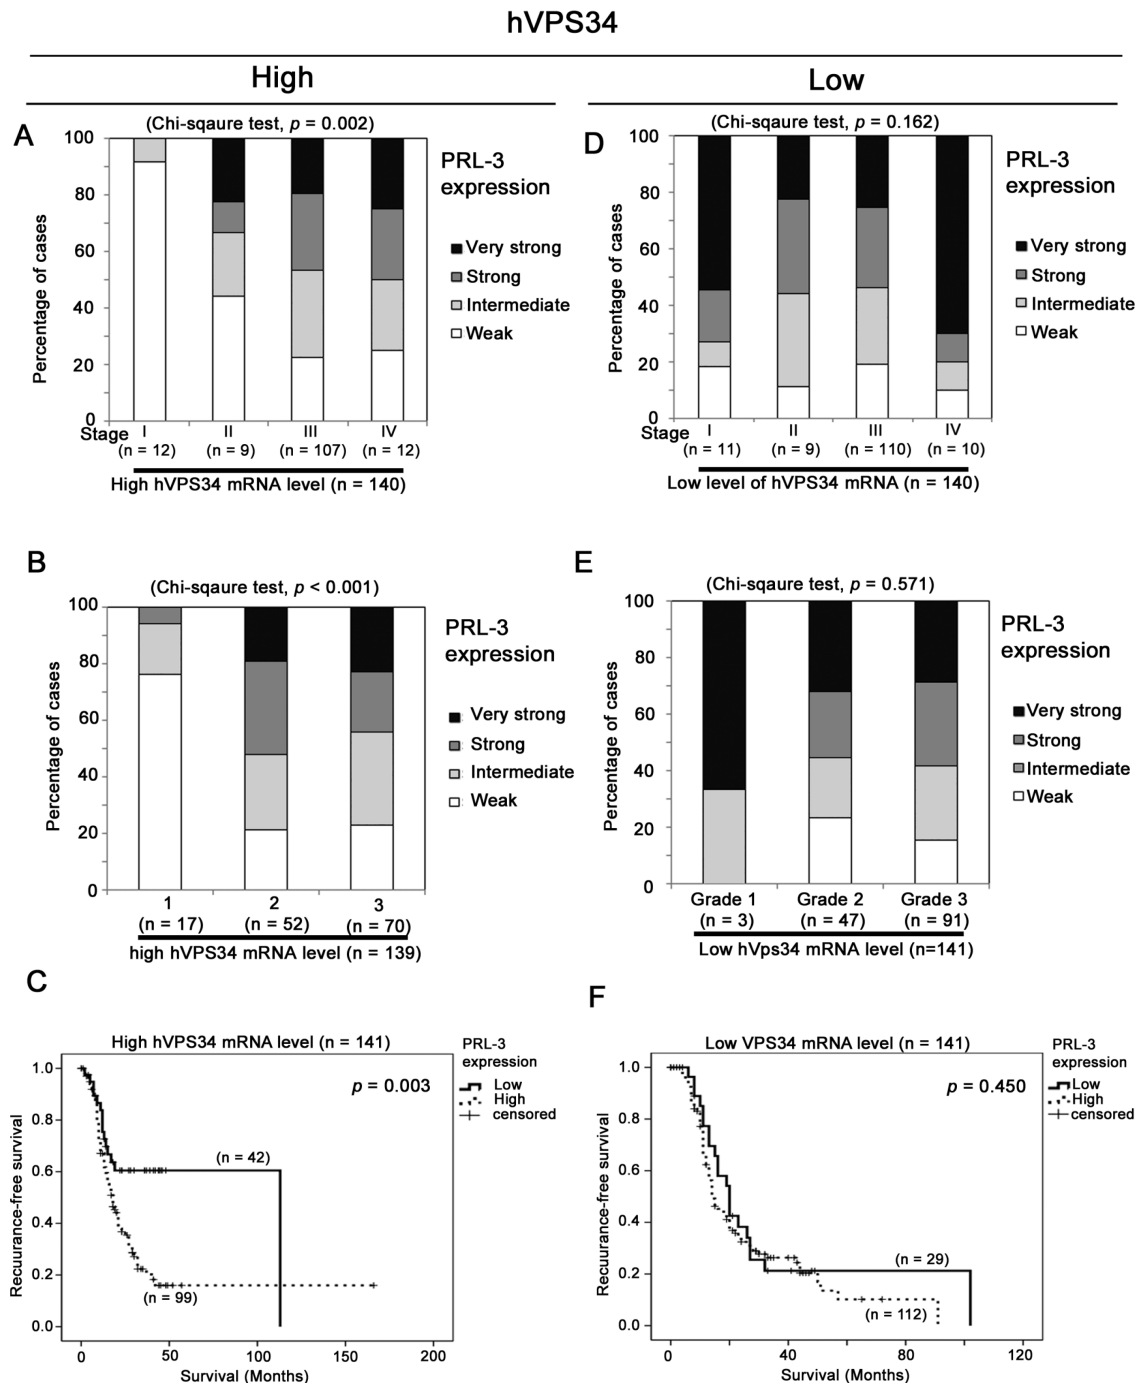 hVPS34
High
Low
A
(Chi-sqaure test, p = 0.002)
Percentage of cases
100
80
60
40
20
0
PRL-3
expression
Very strong
Strong
Intermediate
Weak
Stage I II III IV
(n = 12) (n = 9) (n = 107) (n = 12)
High hVPS34 mRNA level (n = 140)
D
(Chi-sqaure test, p = 0.162)
Percentage of cases
100
80
60
40
20
0
PRL-3
expression
Very strong
Strong
Intermediate
Weak
Stage I II III IV
(n = 11) (n = 9) (n = 110) (n = 10)
Low level of hVPS34 mRNA (n = 140)
B
(Chi-sqaure test, p < 0.001)
Percentage of cases
100
80
60
40
20
0
PRL-3
expression
Very strong
Strong
Intermediate
Weak
1 2 3
(n = 17) (n = 52) (n = 70)
high hVPS34 mRNA level (n = 139)
E
(Chi-sqaure test, p = 0.571)
Percentage of cases
100
80
60
40
20
0
PRL-3
expression
Very strong
Strong
Intermediate
Weak
Grade 1 Grade 2 Grade 3
(n = 3) (n = 47) (n = 91)
Low hVps34 mRNA level (n=141)
C
High hVPS34 mRNA level (n = 141)
PRL-3
expression
Low
High
censored
p = 0.003
Recuurance-free survival
1.0
0.8
0.6
0.4
0.2
0.0
(n = 42)
(n = 99)
0 50 100 150 200
Survival (Months)
F
Low VPS34 mRNA level (n = 141)
PRL-3
expression
Low
High
censored
p = 0.450
Recuurance-free survival
1.0
0.8
0.6
0.4
0.2
0.0
(n = 29)
(n = 112)
0 40 80 120
Survival (Months)